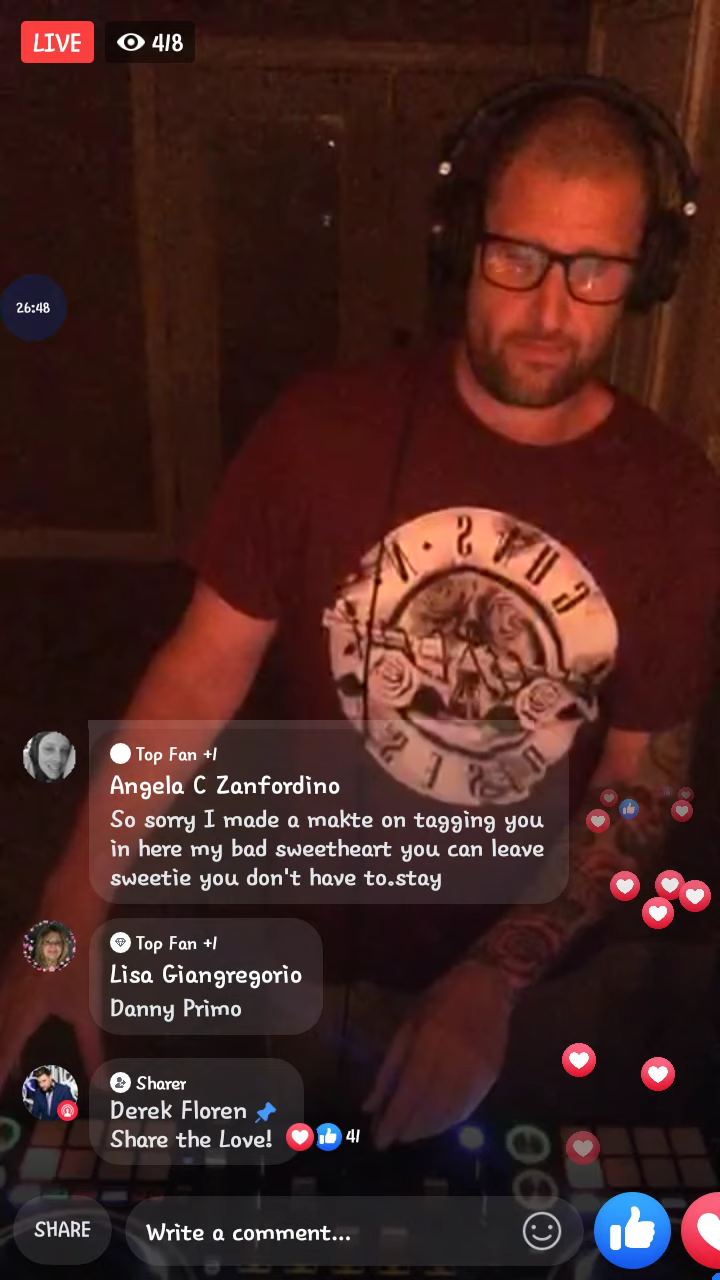 LIVE
418
26:48
GUNS • N
ROSES
Top Fan +1
Angela C Zanfordino
So sorry I made a makte on tagging you
in here my bad sweetheart you can leave
sweetie you don't have to.stay
Top Fan +1
Lisa Giangregorio
Danny Primo
Sharer
Derek Floren
Share the Love! 41
SHARE
Write a comment...